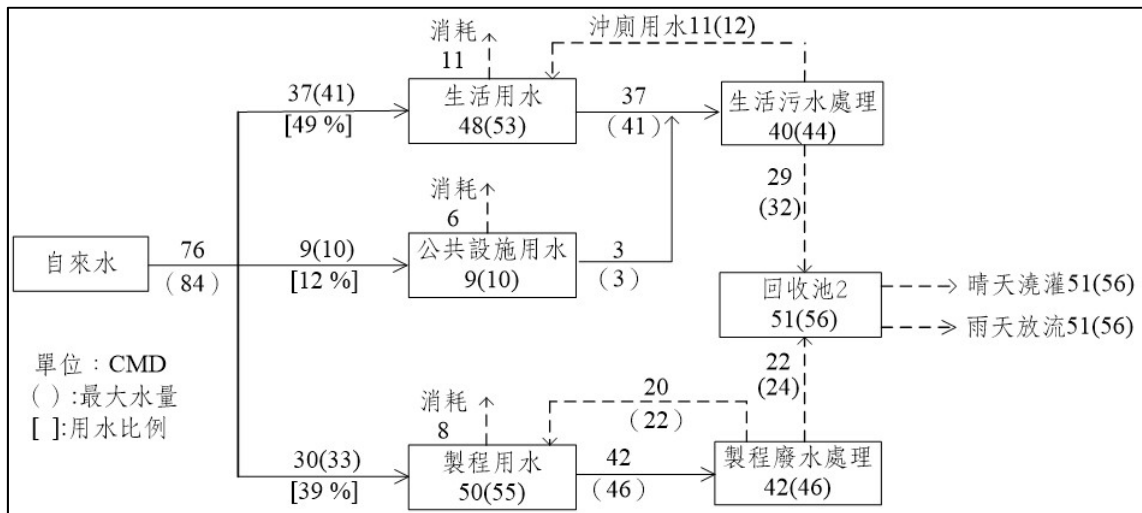 消耗
11
沖廁用水11(12)
37(41)
[49 %]
生活用水
48(53)
37
(41)
生活污水處理
40(44)
29
(32)
消耗
6
自來水
76
(84)
9(10)
[12 %]
公共設施用水
9(10)
3
(3)
回收池2
51(56)
晴天澆灌51(56)
雨天放流51(56)
22
(24)
單位：CMD
( ) :最大水量
[ ]:用水比例
消耗
8
20
(22)
30(33)
[39 %]
製程用水
50(55)
42
(46)
製程廢水處理
42(46)